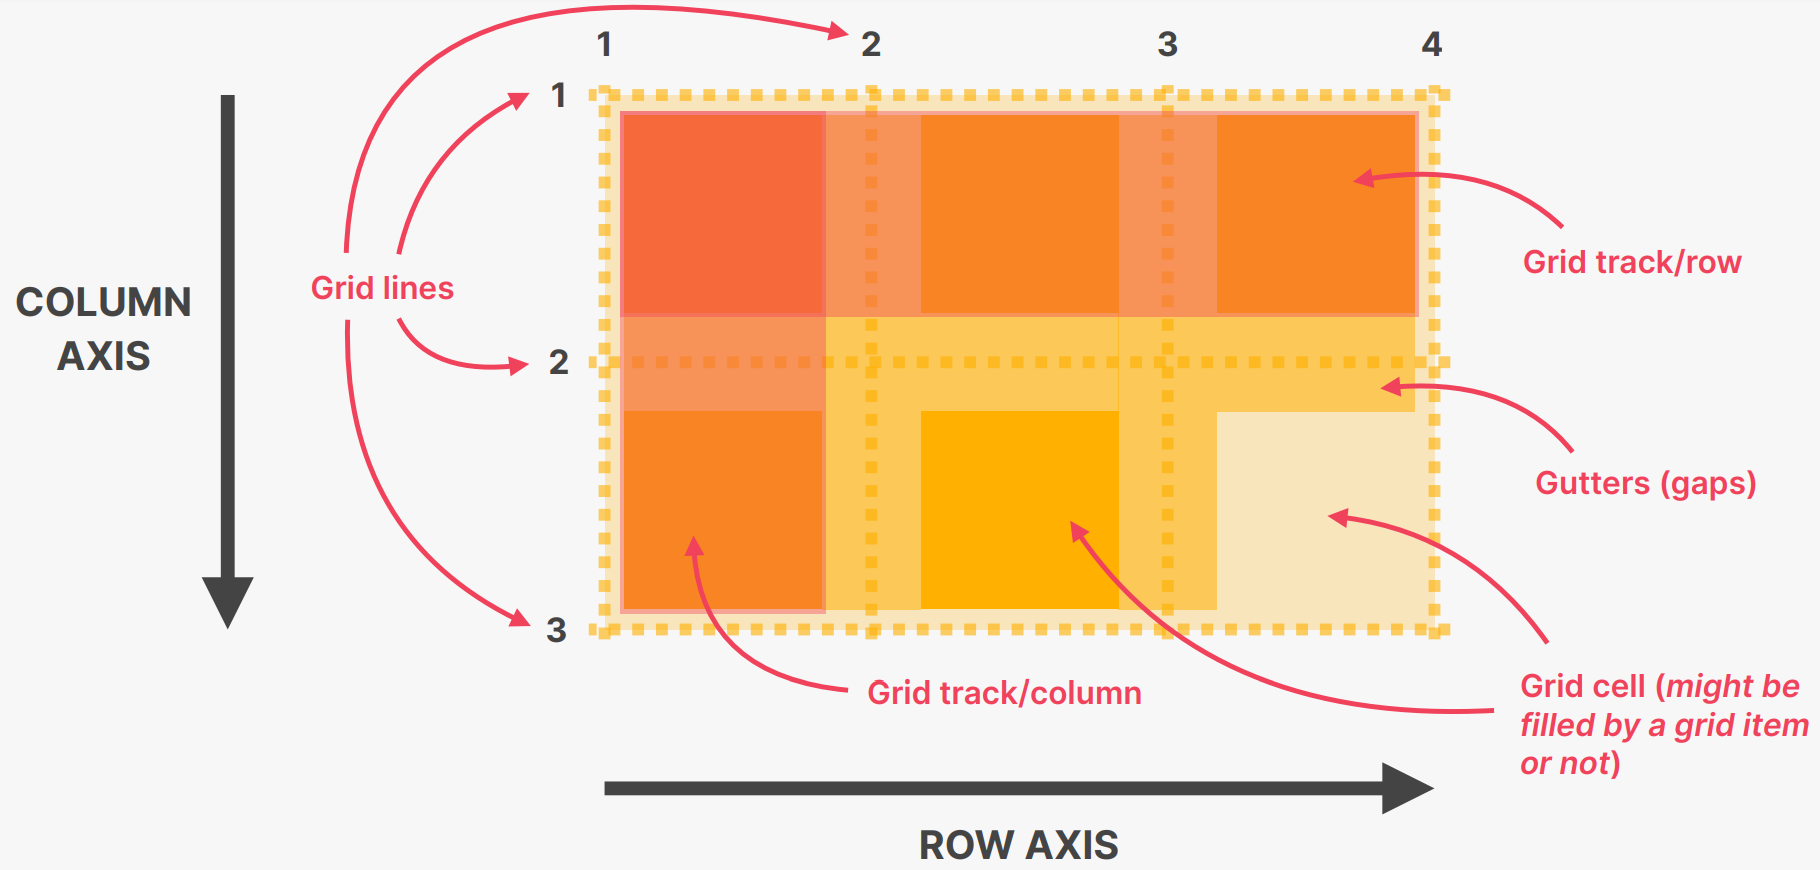 1
2
3
4
1
Grid lines
COLUMN
AXIS
2
3
Grid track/row
Gutters (gaps)
Grid track/column
Grid cell (might be
filled by a grid item
or not)
ROW AXIS